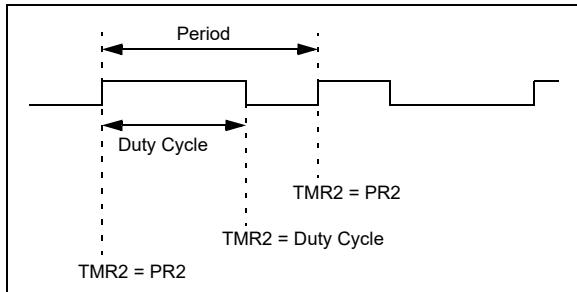 Period
Duty Cycle
TMR2 = PR2
TMR2 = Duty Cycle
TMR2 = PR2